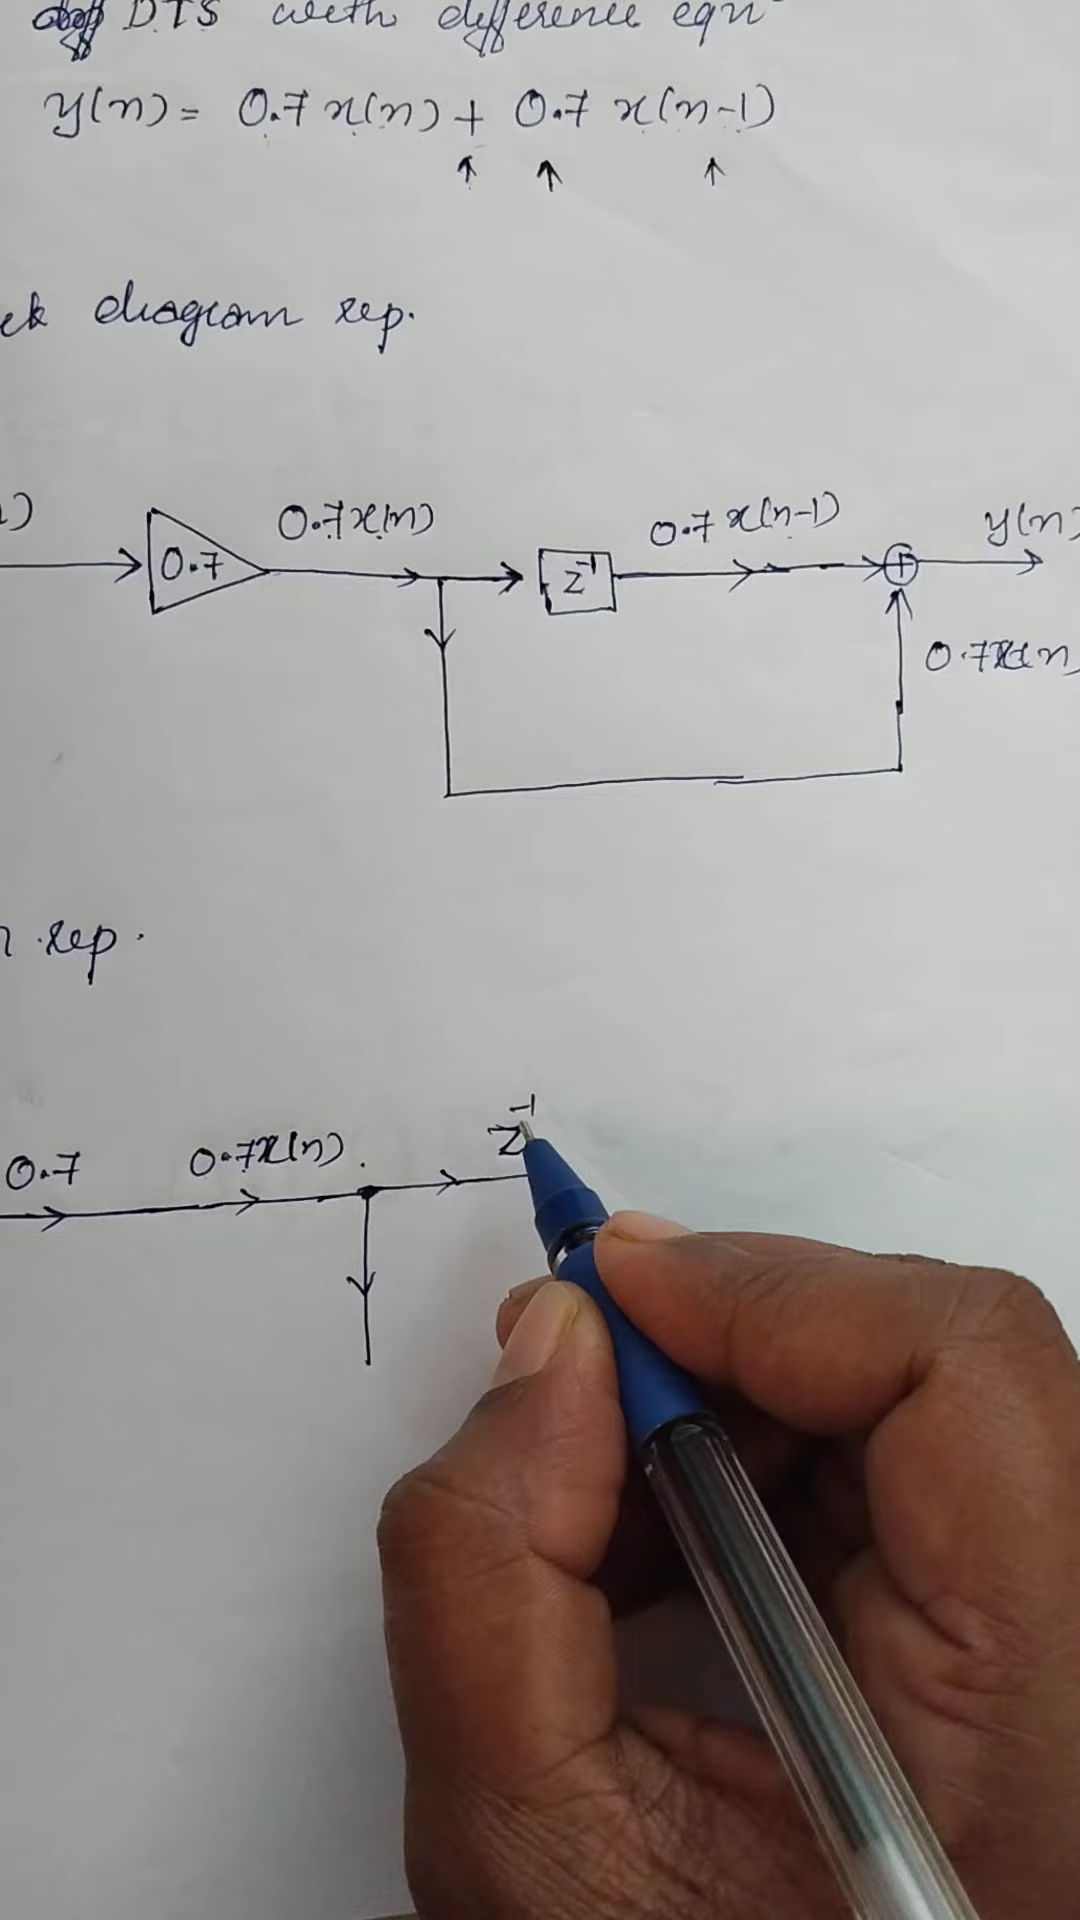 DTS with difference equn
y(n) = 0.7 x(n) + 0.7 x(n-1)
ck diagram rep.
0.7
0.7x(n)
z⁻¹
0.7 x(n-1)
+
y(n)
0.7x(n
n rep.
0.7
0.7x(n)
z⁻¹